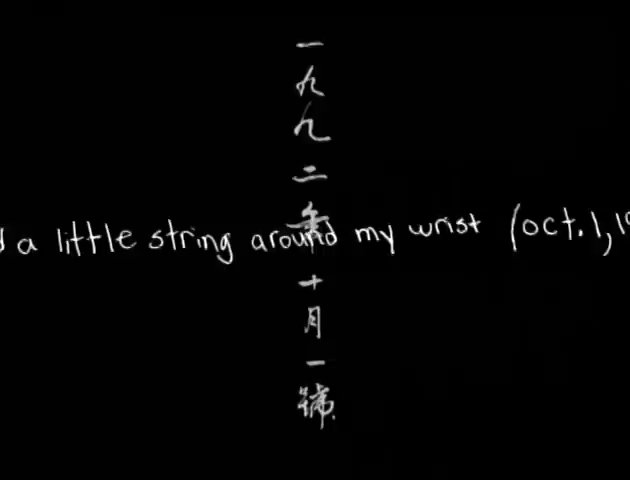 一九九二年十月一號
a little string around my wrist (oct.1, 19